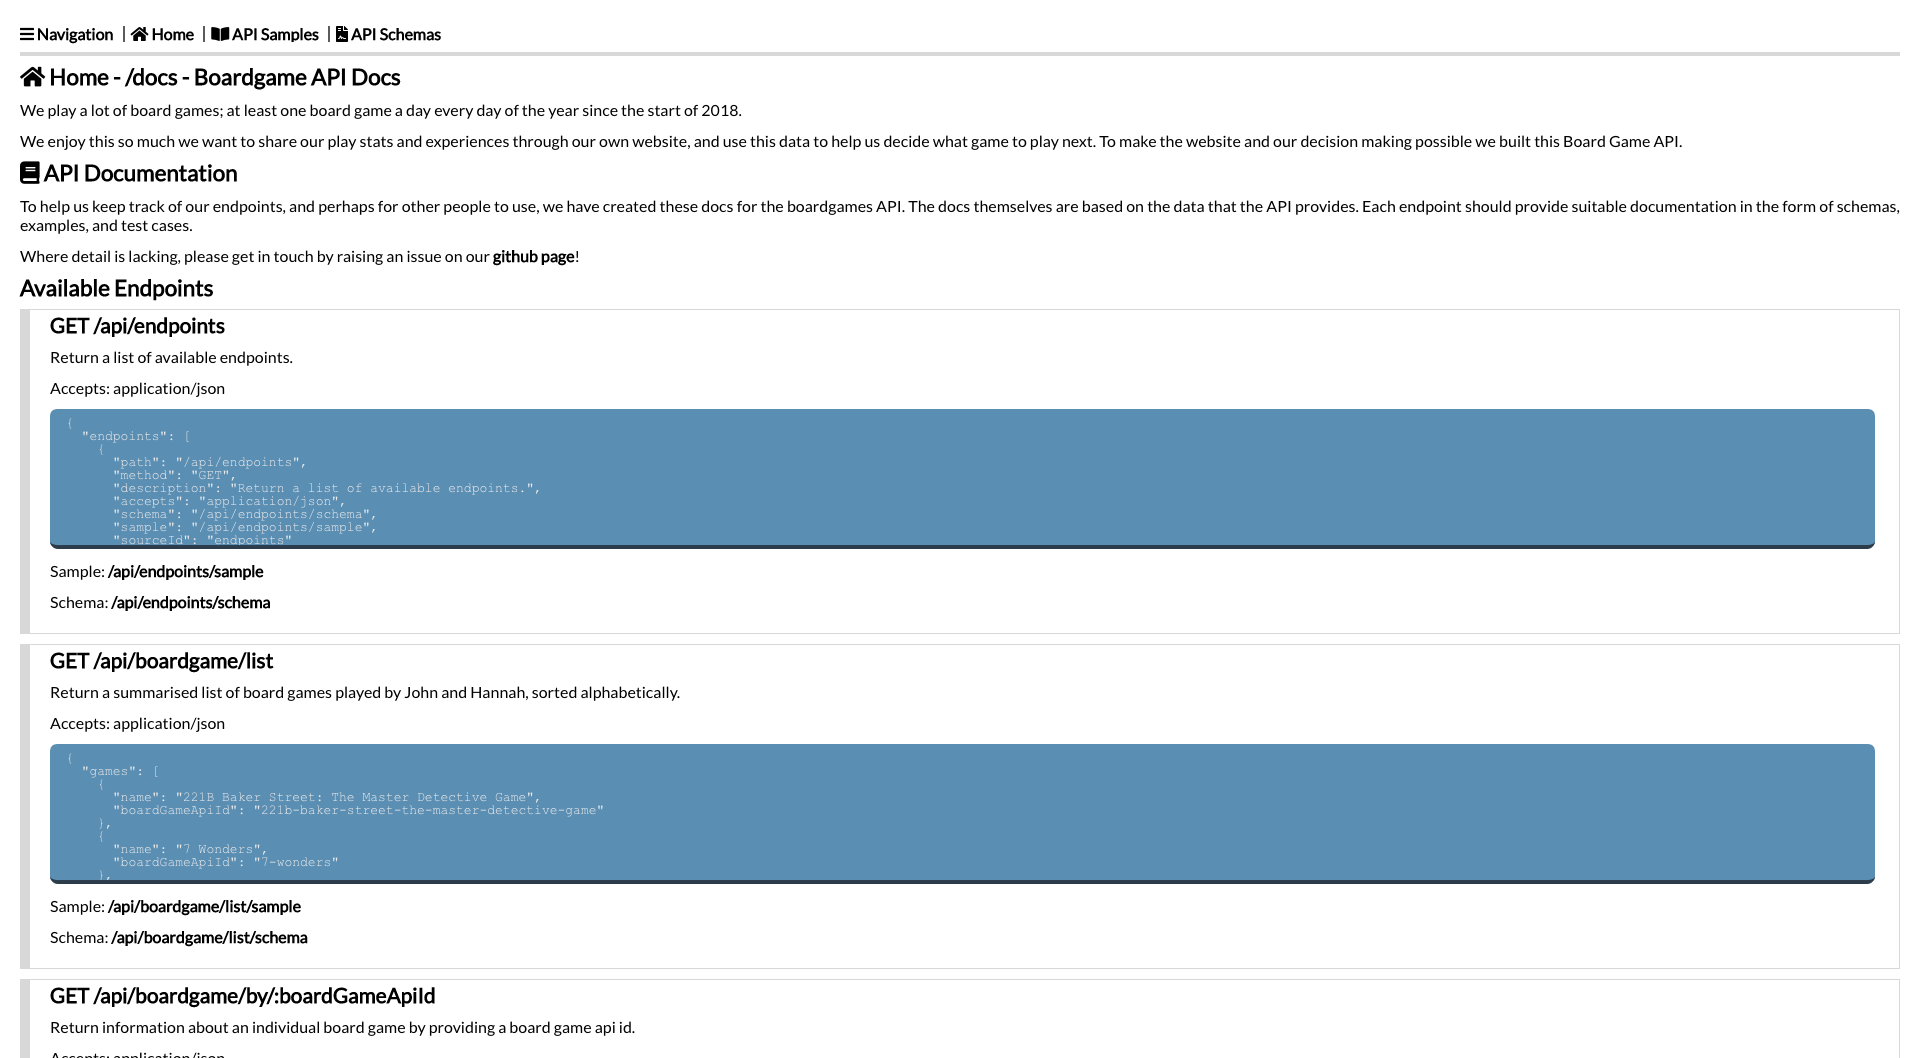 Navigation | Home | API Samples | API Schemas
Home - /docs - Boardgame API Docs
We play a lot of board games; at least one board game a day every day of the year since the start of 2018.
We enjoy this so much we want to share our play stats and experiences through our own website, and use this data to help us decide what game to play next. To make the website and our decision making possible we built this Board Game API.
API Documentation
To help us keep track of our endpoints, and perhaps for other people to use, we have created these docs for the boardgames API. The docs themselves are based on the data that the API provides. Each endpoint should provide suitable documentation in the form of schemas,
examples, and test cases.
Where detail is lacking, please get in touch by raising an issue on our github page!
Available Endpoints
GET /api/endpoints
Return a list of available endpoints.
Accepts: application/json
{
"endpoints": [
{
"path": "/api/endpoints",
"method": "GET",
"description": "Return a list of available endpoints.",
"accepts": "application/json",
"schema": "/api/endpoints/schema",
"sample": "/api/endpoints/sample",
"sourceId": "endpoints"
Sample: /api/endpoints/sample
Schema: /api/endpoints/schema
GET /api/boardgame/list
Return a summarised list of board games played by John and Hannah, sorted alphabetically.
Accepts: application/json
{
"games": [
{
"name": "221B Baker Street: The Master Detective Game",
"boardGameApiId": "221b-baker-street-the-master-detective-game"
},
{
"name": "7 Wonders",
"boardGameApiId": "7-wonders"
},
Sample: /api/boardgame/list/sample
Schema: /api/boardgame/list/schema
GET /api/boardgame/by/:boardGameApiId
Return information about an individual board game by providing a board game api id.
Accepts: application/json